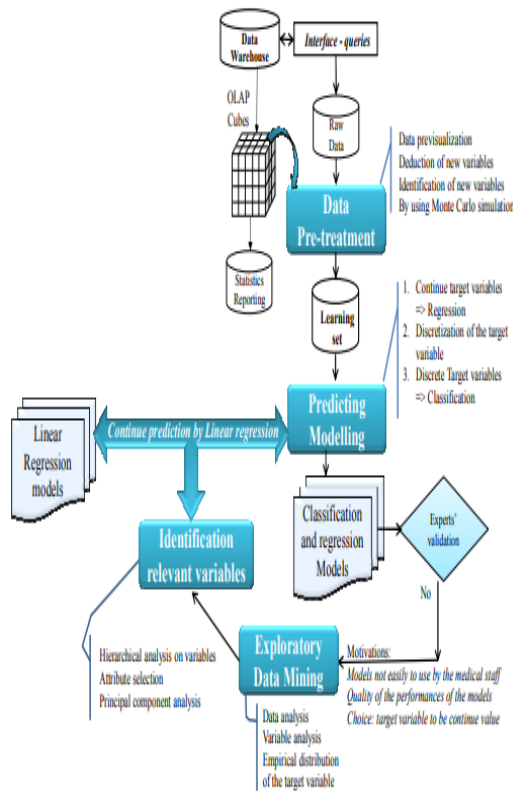 Data
Warehouse
Interface - queries
OLAP
Cubes
Raw
Data
Data previsualization
Deduction of new variables
Identification of new variables
By using Monte Carlo simulation
Data
Pre-treatment
Statistics
Reporting
Learning
set
1. Continue target variables
⇒ Regression
2. Discretization of the target
variable
3. Discrete Target variables
⇒ Classification
Predicting
Modelling
Continue prediction by Linear regression
Linear
Regression
models
Classification
and regression
Models
Experts'
validation
No
Identification
relevant variables
Hierarchical analysis on variables
Attribute selection
Principal component analysis
Exploratory
Data Mining
Motivations:
Models not easily to use by the medical staff
Quality of the performances of the models
Choice: target variable to be continue value
Data analysis
Variable analysis
Empirical distribution
of the target variable